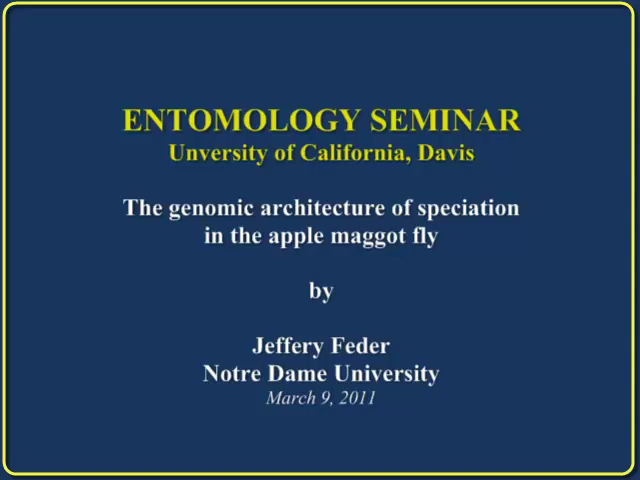 ENTOMOLOGY SEMINAR
Unversity of California, Davis
The genomic architecture of speciation
in the apple maggot fly
by
Jeffery Feder
Notre Dame University
March 9, 2011